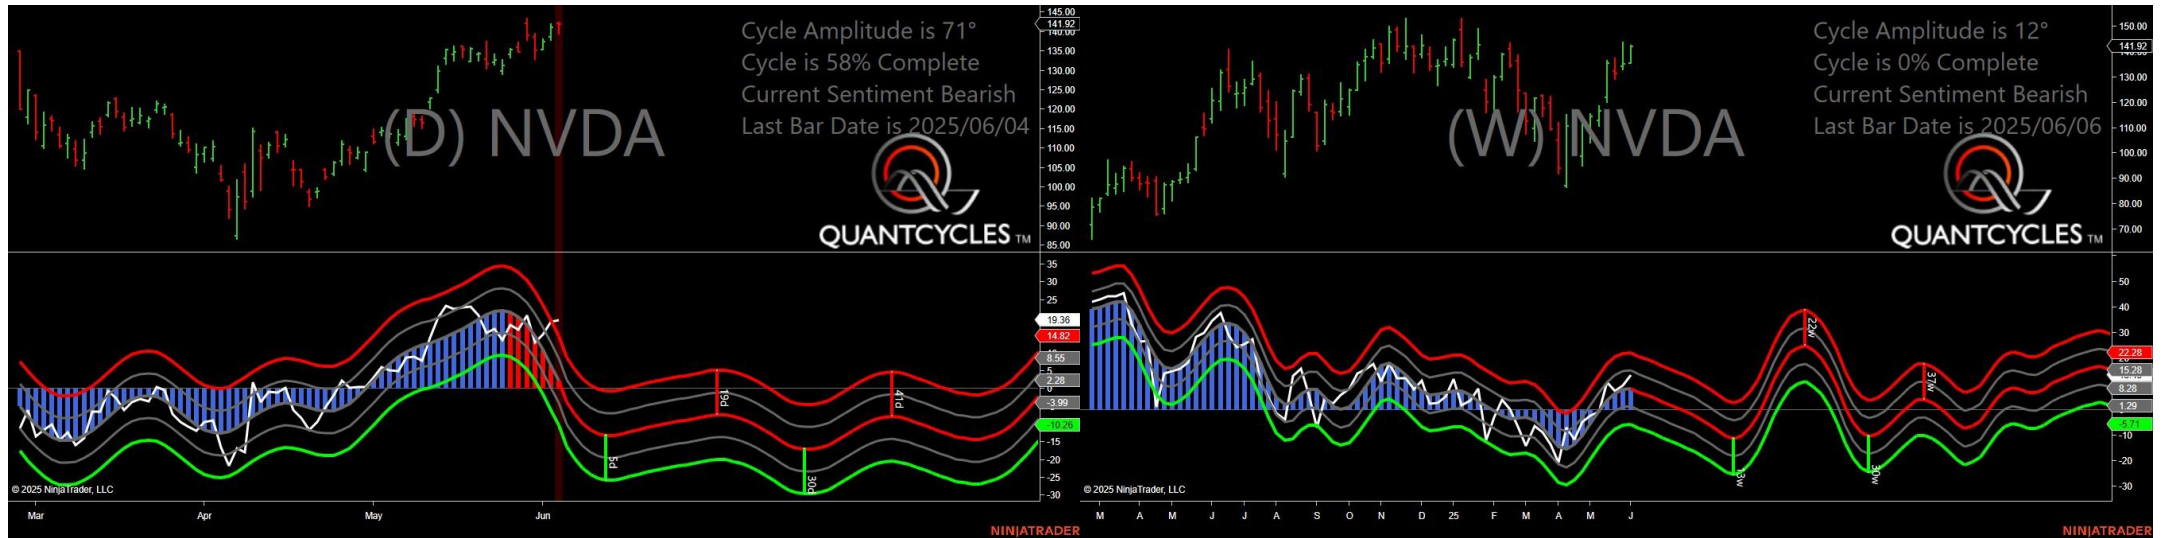 Cycle Amplitude is 71°
Cycle is 58% Complete
Current Sentiment Bearish
Last Bar Date is 2025/06/04
(D) NVDA
QUANTCYCLES TM
145.00
141.92
140.00
135.00
130.00
125.00
120.00
115.00
110.00
105.00
100.00
95.00
90.00
85.00
35
30
25
19.36
14.82
8.55
5
2.28
-3.99
-10.26
-15
-20
-25
-30
19d
41d
5d
30d
© 2025 NinjaTrader, LLC
Mar
Apr
May
Jun
NINJATRADER
Cycle Amplitude is 12°
Cycle is 0% Complete
Current Sentiment Bearish
Last Bar Date is 2025/06/06
(W) NVDA
QUANTCYCLES TM
150.00
141.92
130.00
120.00
110.00
100.00
90.00
80.00
70.00
50
40
30
22.28
15.28
8.28
1.29
-5.71
-10
-20
-30
22w
37w
13w
30w
© 2025 NinjaTrader, LLC
M A M J J A S O N D 25 F M A M J
NINJATRADER